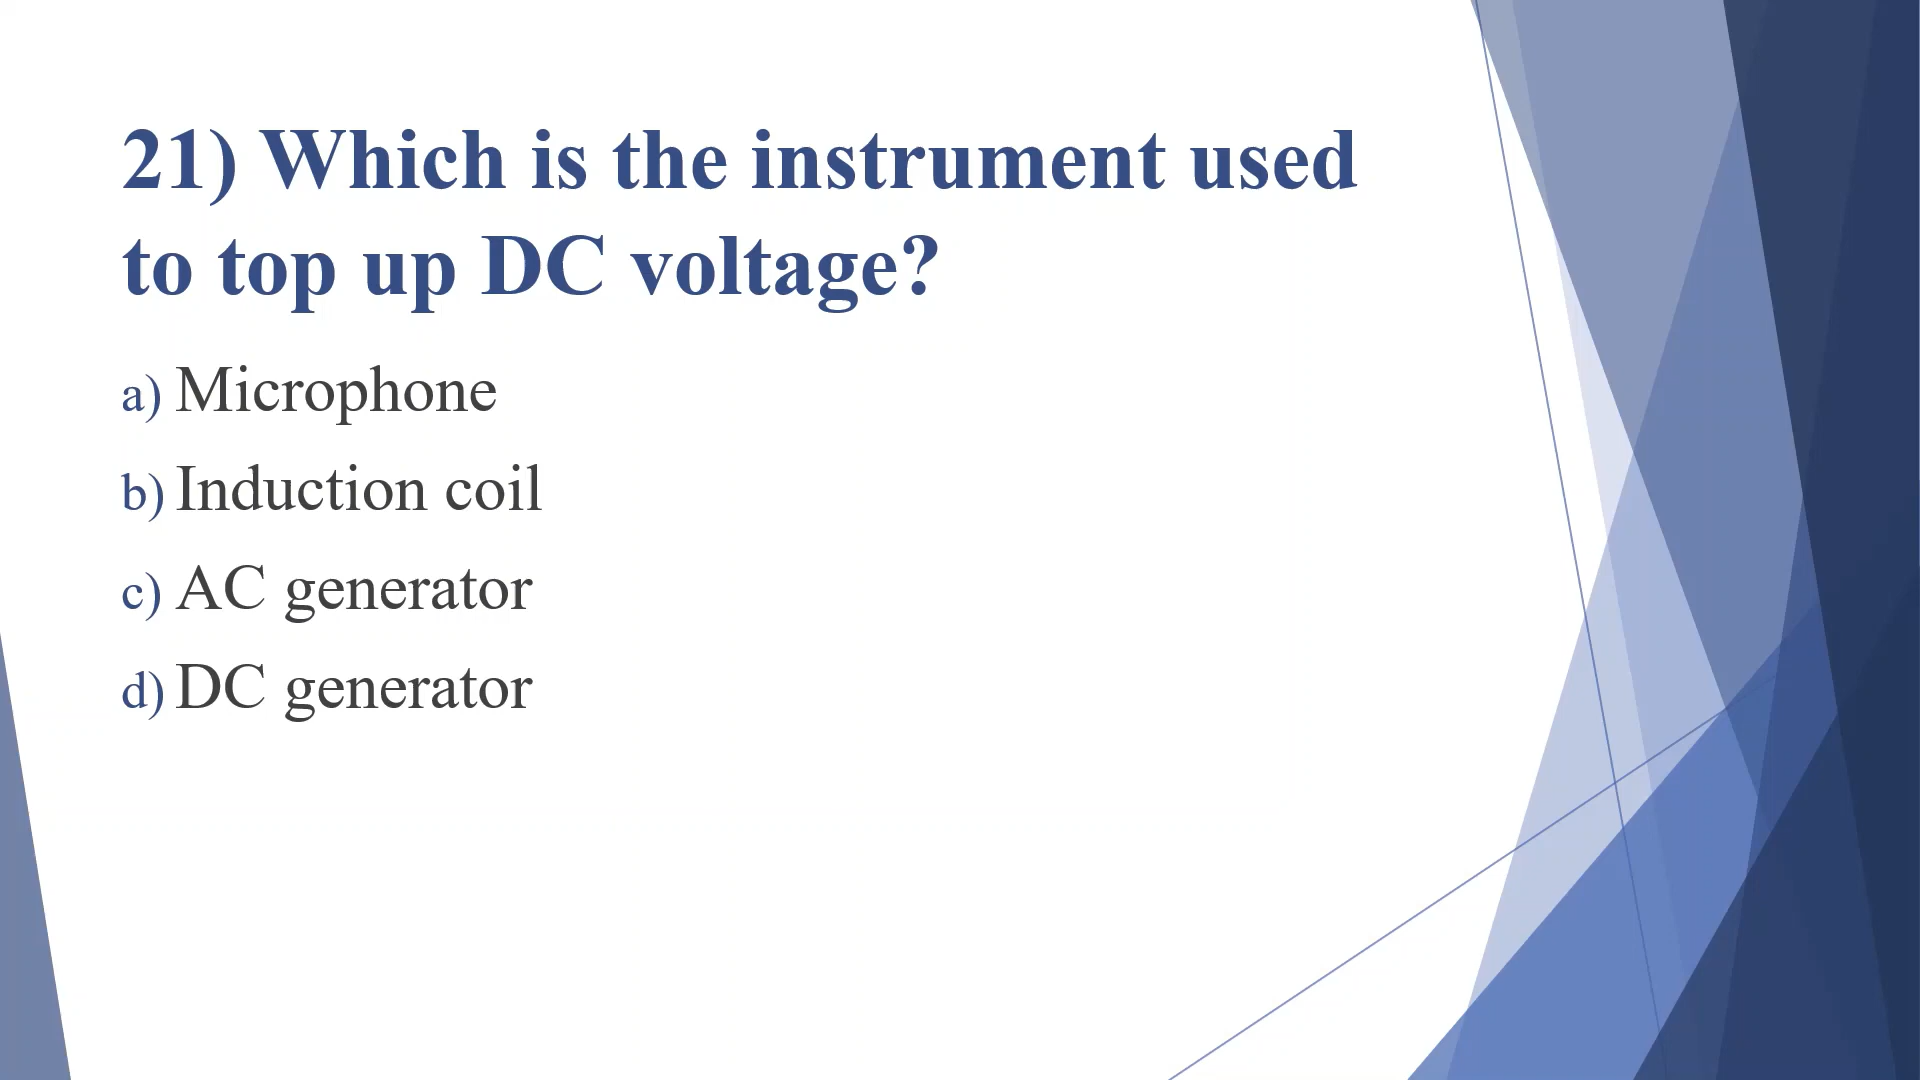 21) Which is the instrument used
to top up DC voltage?
a) Microphone
b) Induction coil
c) AC generator
d) DC generator